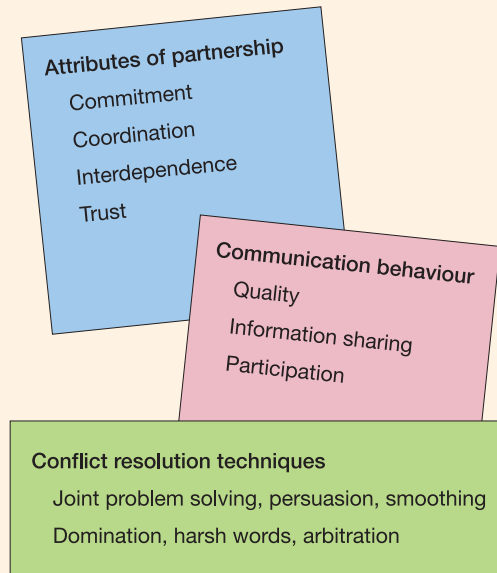 Attributes of partnership
Commitment
Coordination
Interdependence
Trust
Communication behaviour
Quality
Information sharing
Participation
Conflict resolution techniques
Joint problem solving, persuasion, smoothing
Domination, harsh words, arbitration